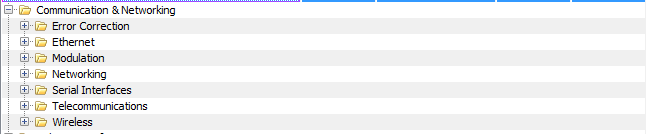 Communication & Networking
Error Correction
Ethernet
Modulation
Networking
Serial Interfaces
Telecommunications
Wireless